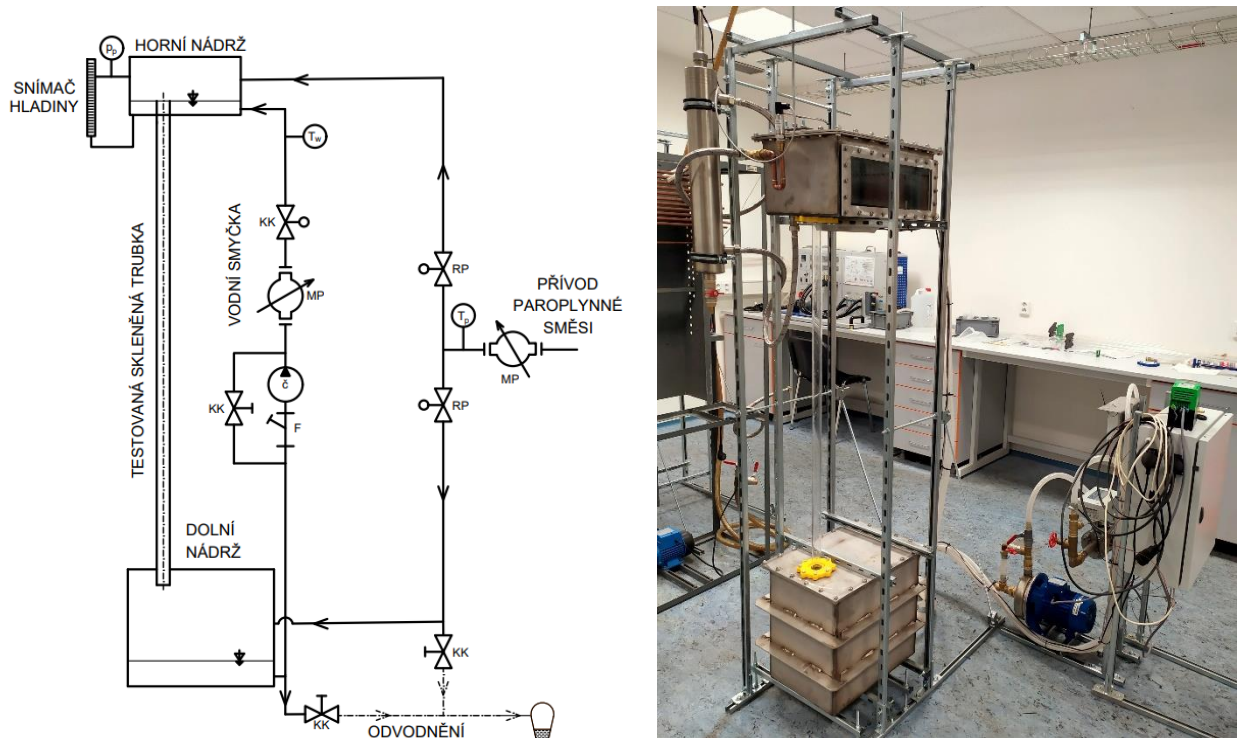 Pp
HORNÍ NÁDRŽ
SNÍMAČ
HLADINY
Tw
KK
VODNÍ SMYČKA
MP
TESTOVANÁ SKLENĚNÁ TRUBKA
RP
PŘÍVOD
PAROPLYNNÉ
SMĚSI
Tp
MP
KK
Č
RP
F
DOLNÍ
NÁDRŽ
KK
KK
ODVODNĚNÍ